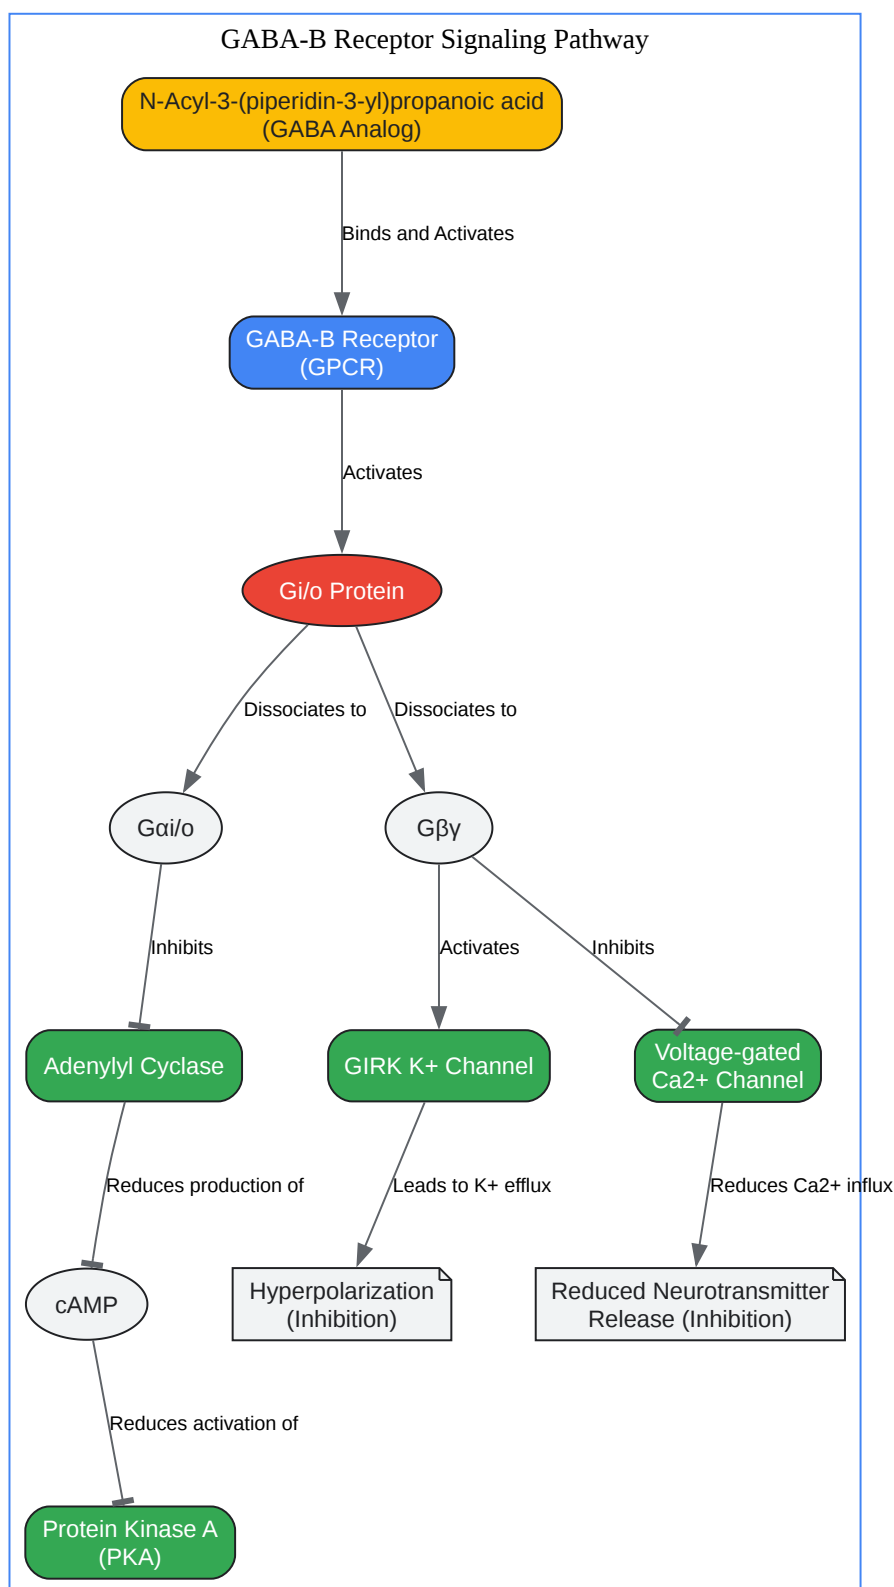 GABA-B Receptor Signaling Pathway
N-Acyl-3-(piperidin-3-yl)propanoic acid
(GABA Analog)
Binds and Activates
GABA-B Receptor
(GPCR)
Activates
Gi/o Protein
Dissociates to
Dissociates to
Gαi/o
Gβγ
Inhibits
Activates
Inhibits
Adenylyl Cyclase
GIRK K+ Channel
Voltage-gated
Ca2+ Channel
Reduces production of
Leads to K+ efflux
Reduces Ca2+ influx
cAMP
Hyperpolarization
(Inhibition)
Reduced Neurotransmitter
Release (Inhibition)
Reduces activation of
Protein Kinase A
(PKA)